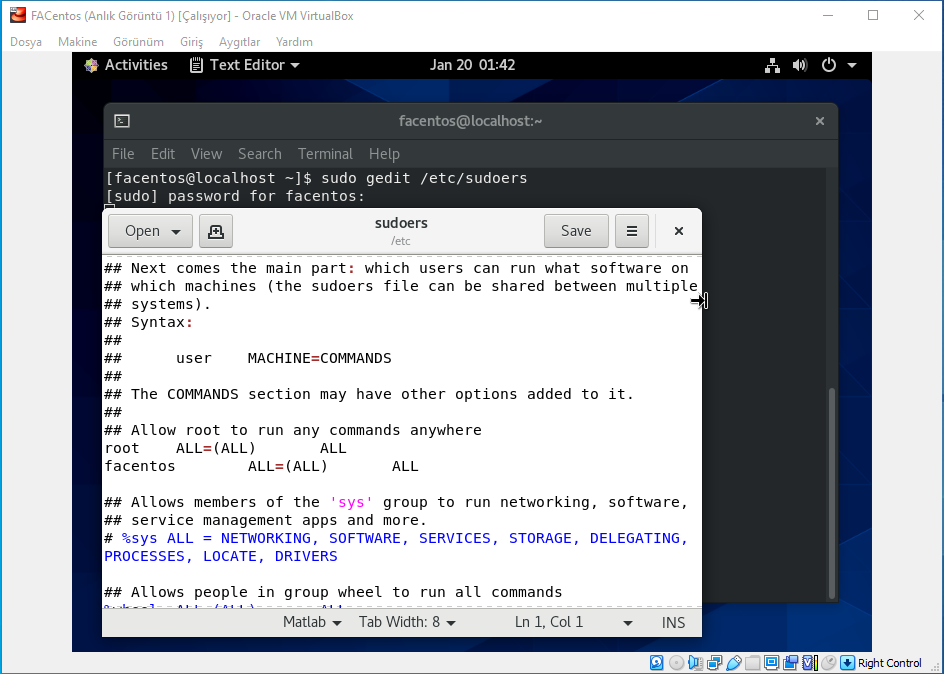 FACentos (Anlık Görüntü 1) [Çalışıyor] - Oracle VM VirtualBox
Dosya Makine Görünüm Giriş Aygıtlar Yardım
Activities Text Editor Jan 20 01:42
facentos@localhost:~
File Edit View Search Terminal Help
[facentos@localhost ~]$ sudo gedit /etc/sudoers
[sudo] password for facentos:
Open sudoers Save
/etc
## Next comes the main part: which users can run what software on
## which machines (the sudoers file can be shared between multiple
## systems).
## Syntax:
##
## user MACHINE=COMMANDS
##
## The COMMANDS section may have other options added to it.
##
## Allow root to run any commands anywhere
root ALL=(ALL) ALL
facentos ALL=(ALL) ALL
## Allows members of the 'sys' group to run networking, software,
## service management apps and more.
# %sys ALL = NETWORKING, SOFTWARE, SERVICES, STORAGE, DELEGATING,
PROCESSES, LOCATE, DRIVERS
## Allows people in group wheel to run all commands
%wheel ALL=(ALL) ALL
Matlab Tab Width: 8 Ln 1, Col 1 INS
Right Control